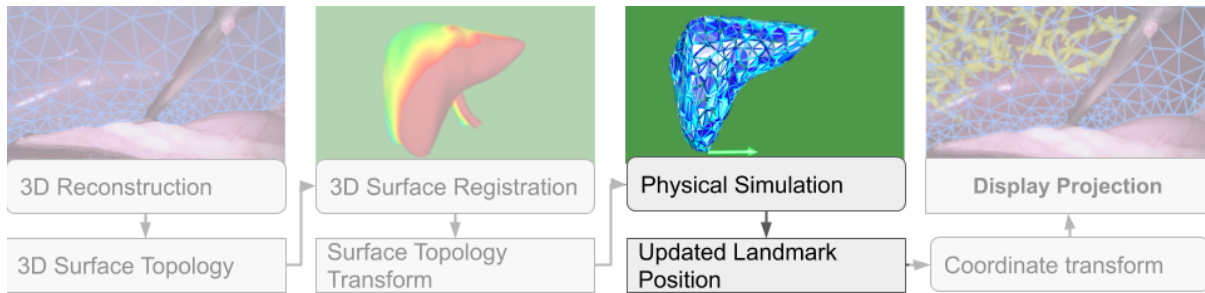 3D Reconstruction
3D Surface Topology
3D Surface Registration
Surface Topology
Transform
Physical Simulation
Updated Landmark
Position
Display Projection
Coordinate transform